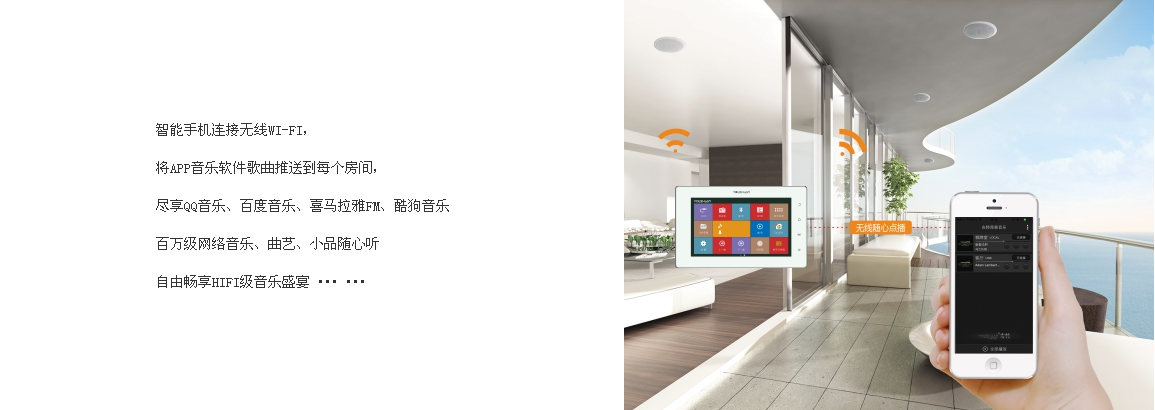 智能手机连接无线WI-FI，
将APP音乐软件歌曲推送到每个房间，
尽享QQ音乐、百度音乐、喜马拉雅FM、酷狗音乐
百万级网络音乐、曲艺、小品随心听
自由畅享HIFI级音乐盛宴 … …
无线随心点播